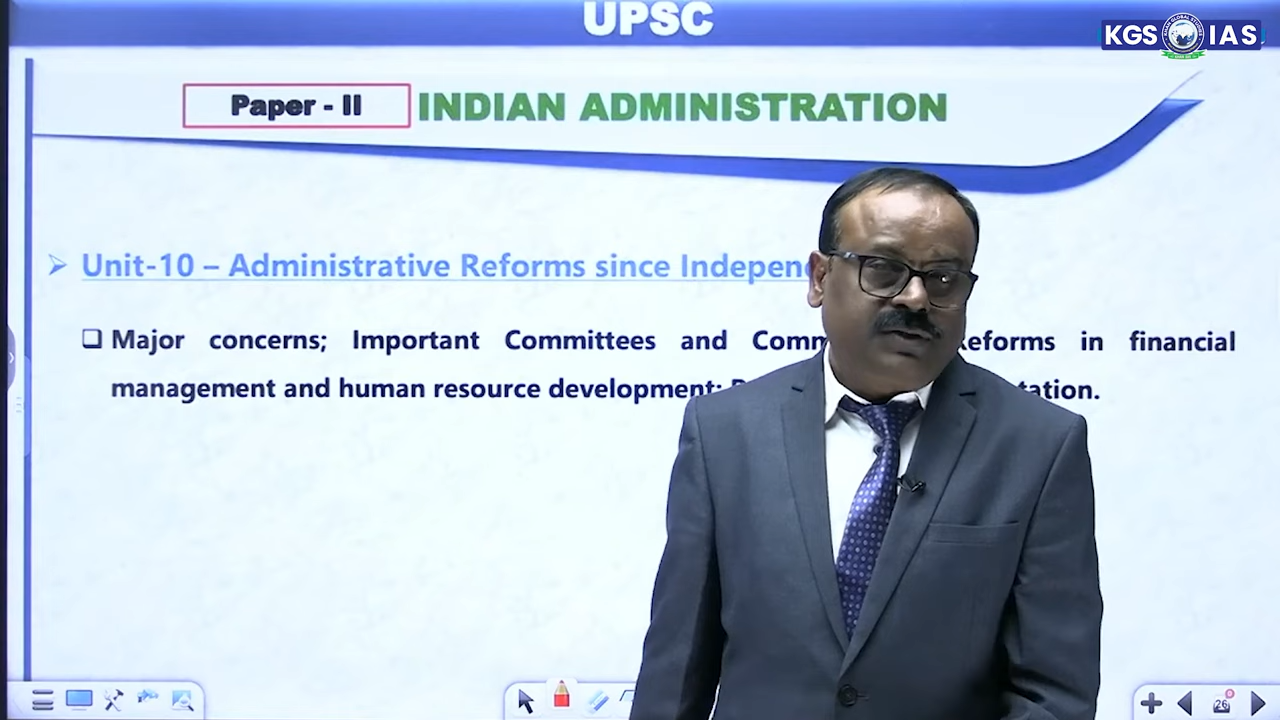 UPSC
KGS IAS
Paper - II INDIAN ADMINISTRATION
Unit-10 – Administrative Reforms since Indepen
Major concerns; Important Committees and Comm eforms in financial
management and human resource development; tation.
26